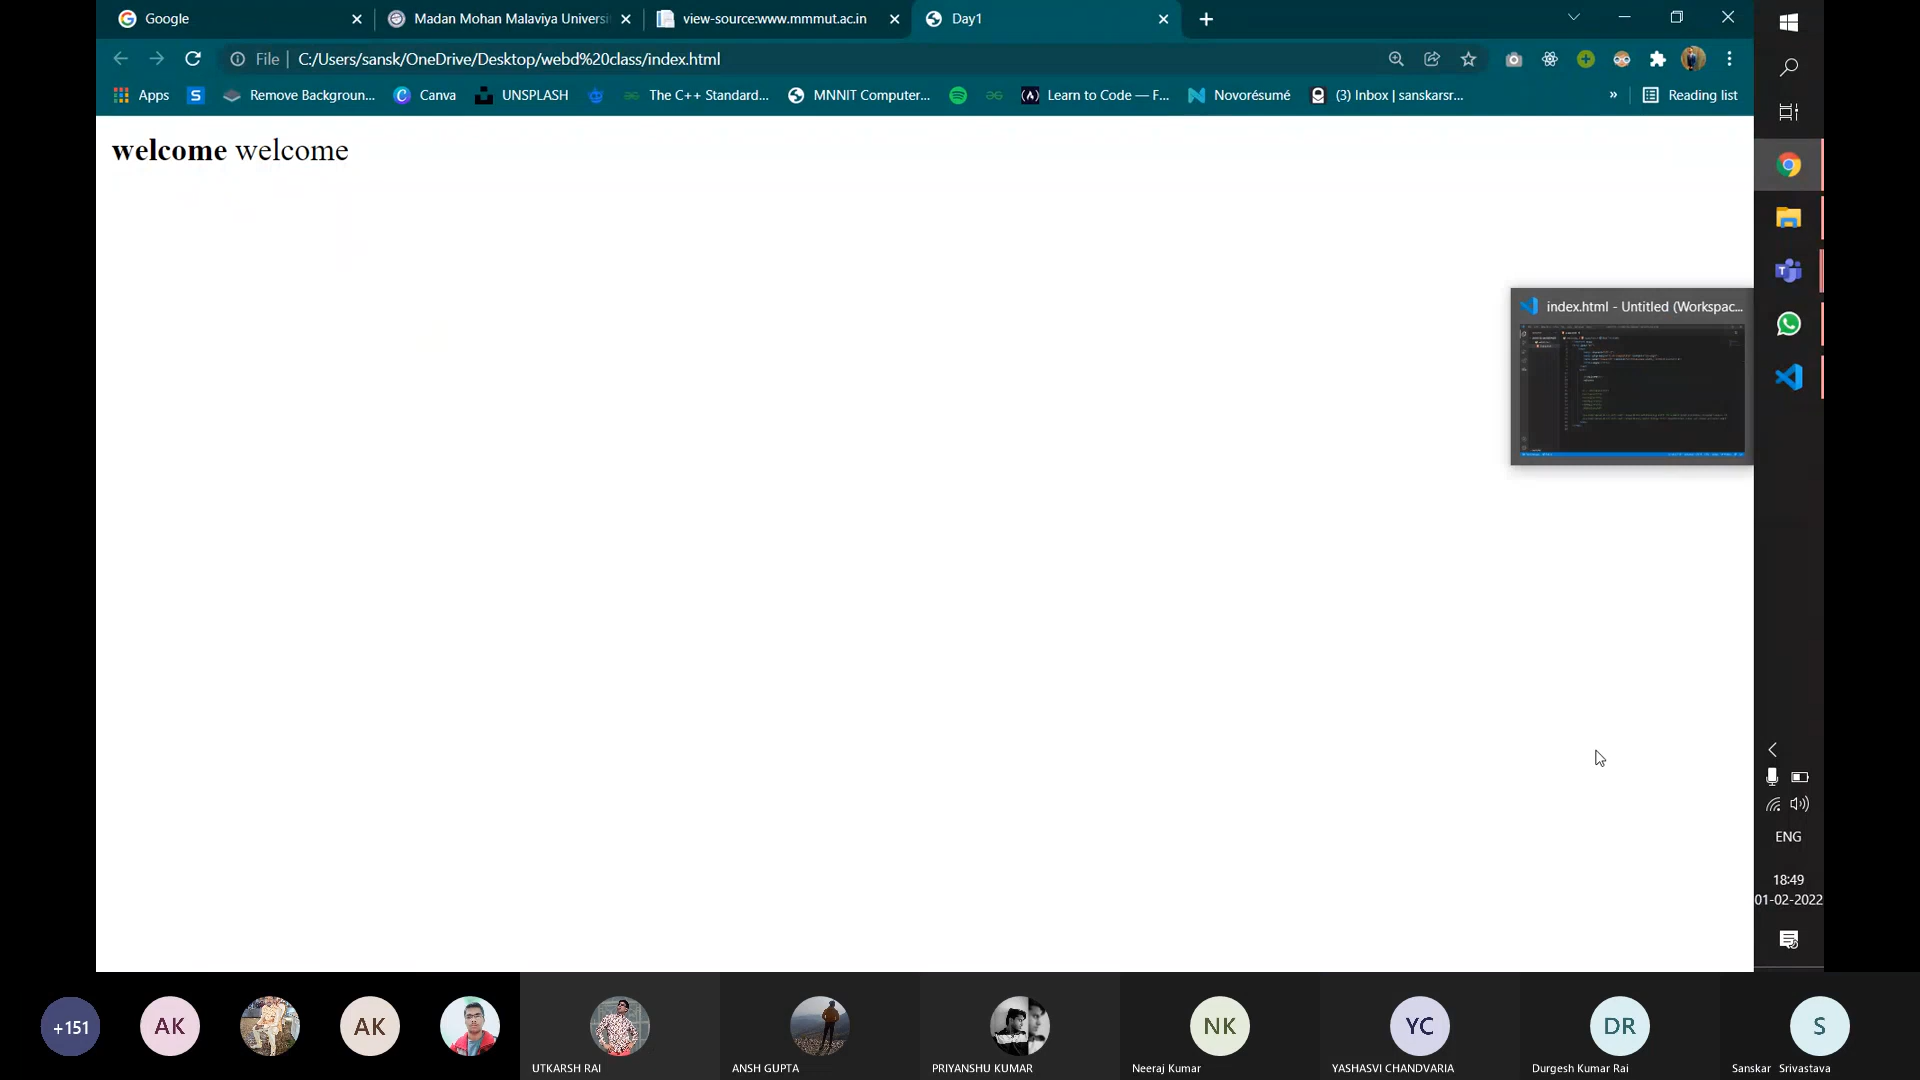 Google
Madan Mohan Malaviya Universi
view-source:www.mmmut.ac.in
Day1
File
C:/Users/sansk/OneDrive/Desktop/webd%20class/index.html
Apps
S
Remove Backgroun...
Canva
UNSPLASH
The C++ Standard...
MNNIT Computer...
Learn to Code — F...
Novorésumé
(3) Inbox | sanskarsr...
»
Reading list
welcome welcome
index.html - Untitled (Workspac...
ENG
18:49
01-02-2022
+151
AK
AK
NK
YC
DR
S
UTKARSH RAI
ANSH GUPTA
PRIYANSHU KUMAR
Neeraj Kumar
YASHASVI CHANDVARIA
Durgesh Kumar Rai
Sanskar Srivastava